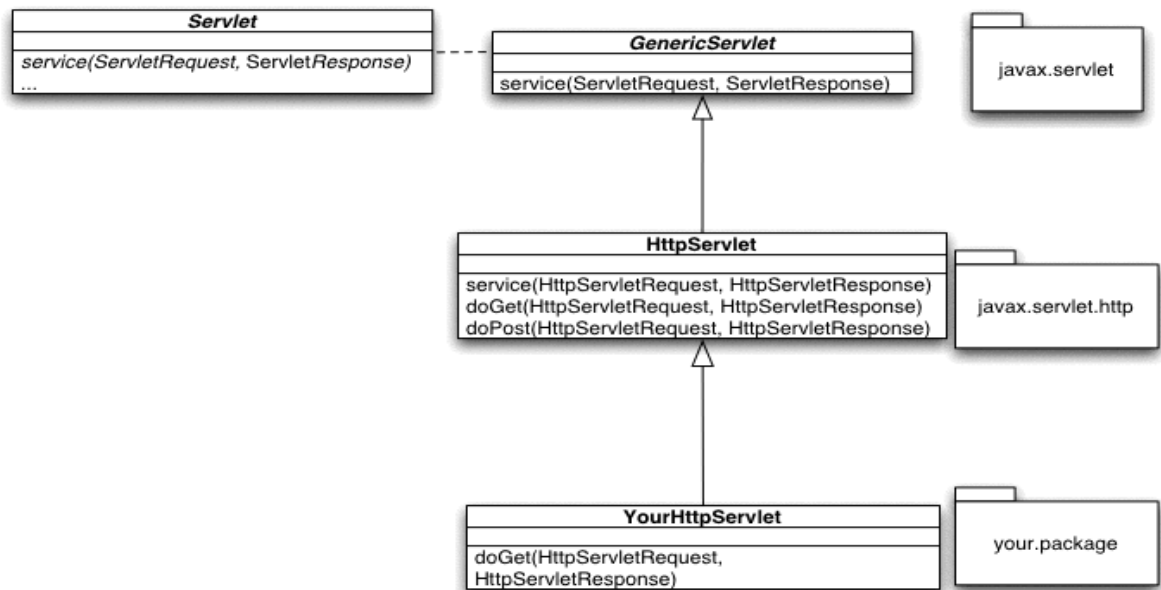 Servlet
service(ServletRequest, ServletResponse)
...
GenericServlet
service(ServletRequest, ServletResponse)
javax.servlet
HttpServlet
service(HttpServletRequest, HttpServletResponse)
doGet(HttpServletRequest, HttpServletResponse)
doPost(HttpServletRequest, HttpServletResponse)
javax.servlet.http
YourHttpServlet
doGet(HttpServletRequest,
HttpServletResponse)
your.package